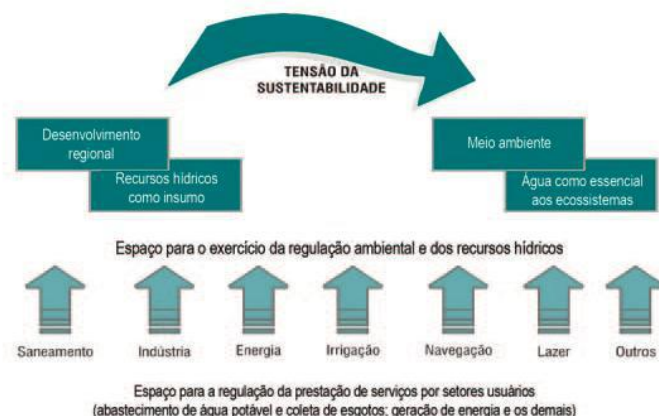 TENSÃO DA
SUSTENTABILIDADE
Desenvolvimento
regional
Recursos hídricos
como insumo
Meio ambiente
Água como essencial
aos ecossistemas
Espaço para o exercício da regulação ambiental e dos recursos hídricos
Saneamento Indústria Energia Irrigação Navegação Lazer Outros
Espaço para a regulação da prestação de serviços por setores usuários
(abastecimento de água potável e coleta de esgotos; geração de energia e os demais)